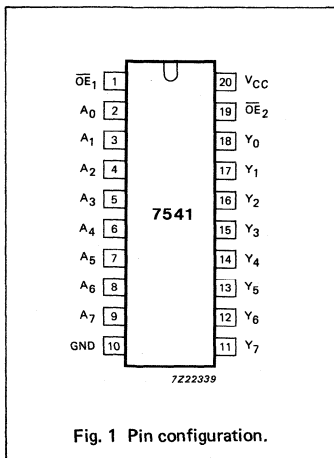 OE1 1 20 VCC
A0 2 19 OE2
A1 3 18 Y0
A2 4 17 Y1
A3 5 16 Y2
7541
A4 6 15 Y3
A5 7 14 Y4
A6 8 13 Y5
A7 9 12 Y6
GND 10 11 Y7
7Z22339
Fig. 1 Pin configuration.